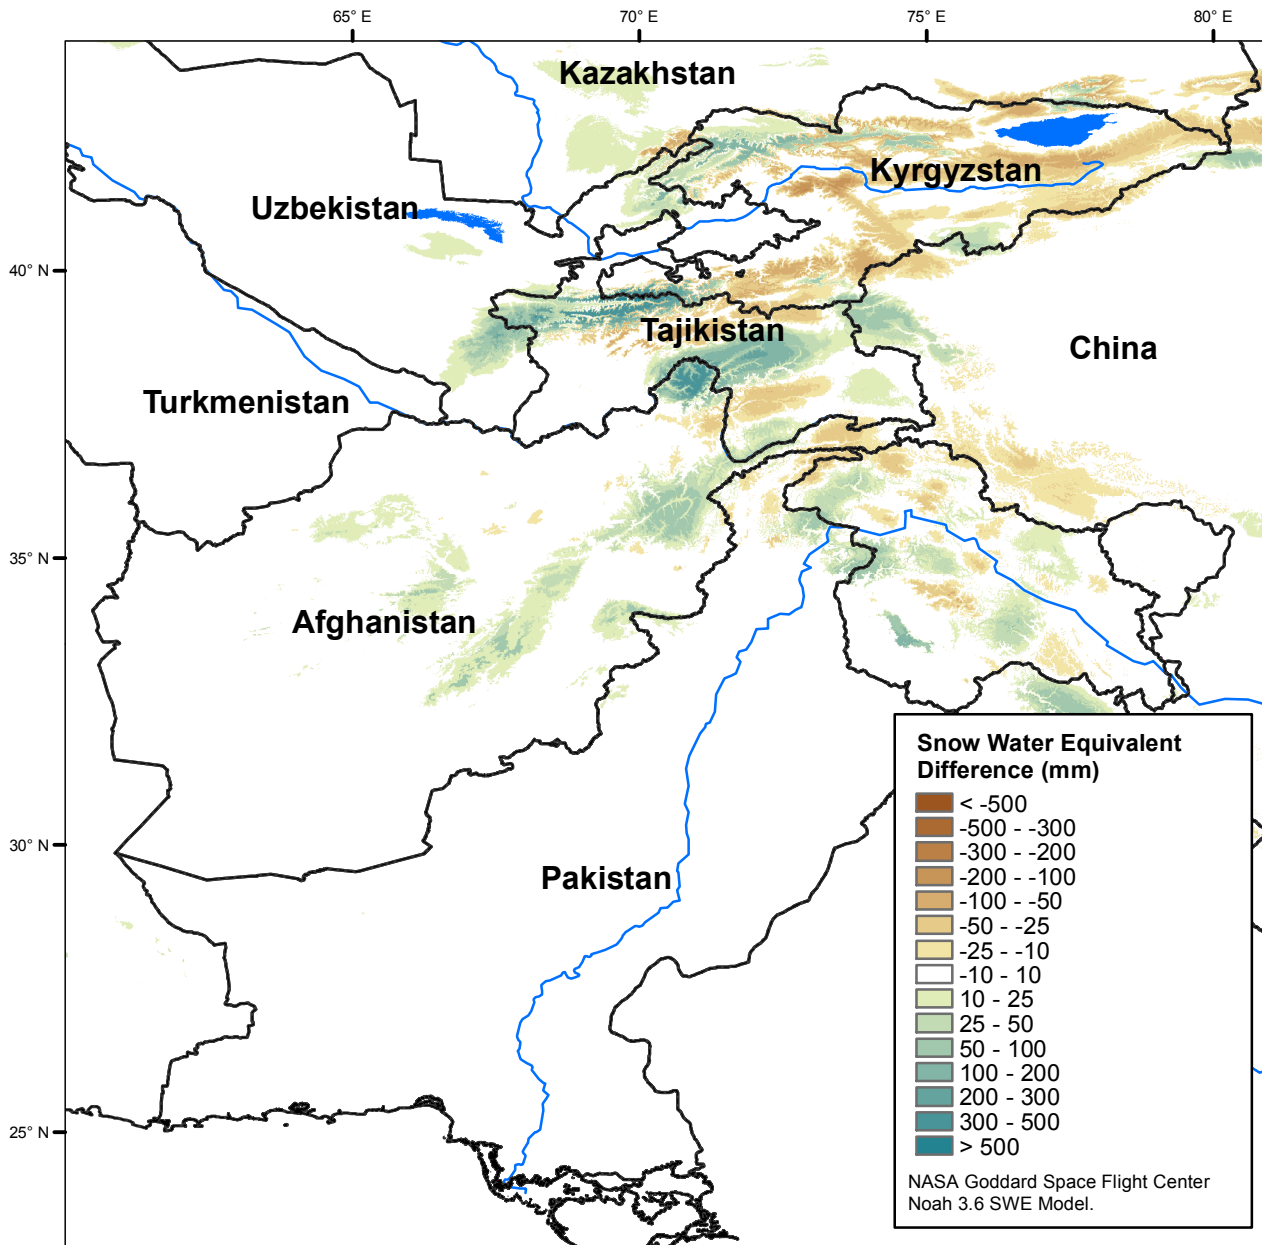 65° E
70° E
75° E
80° E
Kazakhstan
Kyrgyzstan
Uzbekistan
40° N
Tajikistan
China
Turkmenistan
35° N
Afghanistan
Snow Water Equivalent
Difference (mm)
< -500
-500 - -300
-300 - -200
-200 - -100
-100 - -50
-50 - -25
-25 - -10
-10 - 10
10 - 25
25 - 50
50 - 100
100 - 200
200 - 300
300 - 500
> 500
NASA Goddard Space Flight Center
Noah 3.6 SWE Model.
30° N
Pakistan
25° N